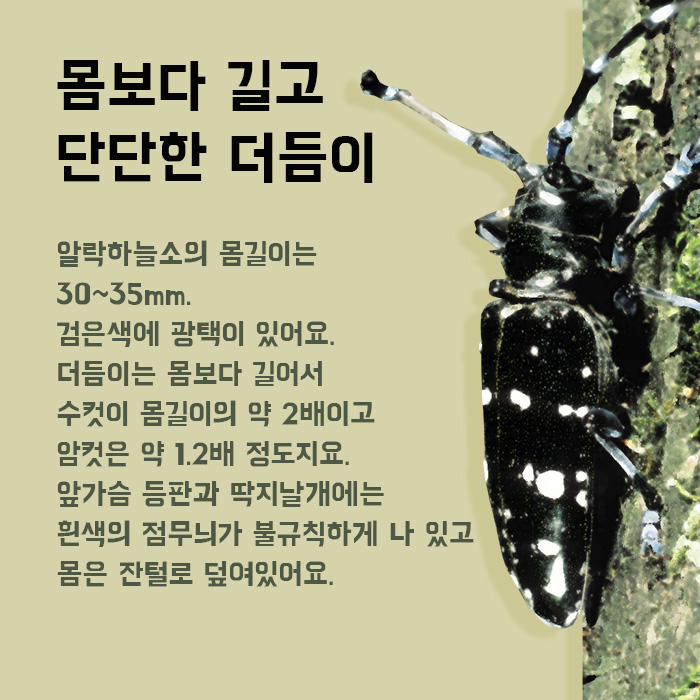 몸보다 길고
단단한 더듬이
알락하늘소의 몸길이는
30~35mm.
검은색에 광택이 있어요.
더듬이는 몸보다 길어서
수컷이 몸길이의 약 2배이고
암컷은 약 1.2배 정도지요.
앞가슴 등판과 딱지날개에는
흰색의 점무늬가 불규칙하게 나 있고
몸은 잔털로 덮여있어요.